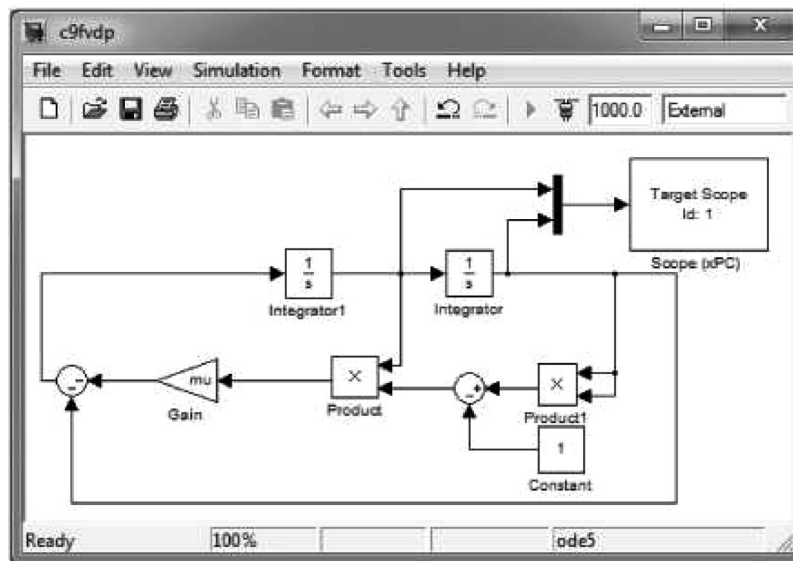 c9fvdp
File Edit View Simulation Format Tools Help
1000.0 External
Target Scope
Id: 1
Scope (xPC)
1
s
Integrator1
1
s
Integrator
mu
Gain
×
Product
×
Product1
1
Constant
Ready 100% ode5